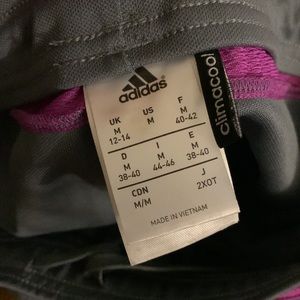 adidas
UK US F
M M M
12-14 M 40-42
D I E
M M M
38-40 44-46 38-40
CDN J
M/M 2XOT
MADE IN VIETNAM
climacool